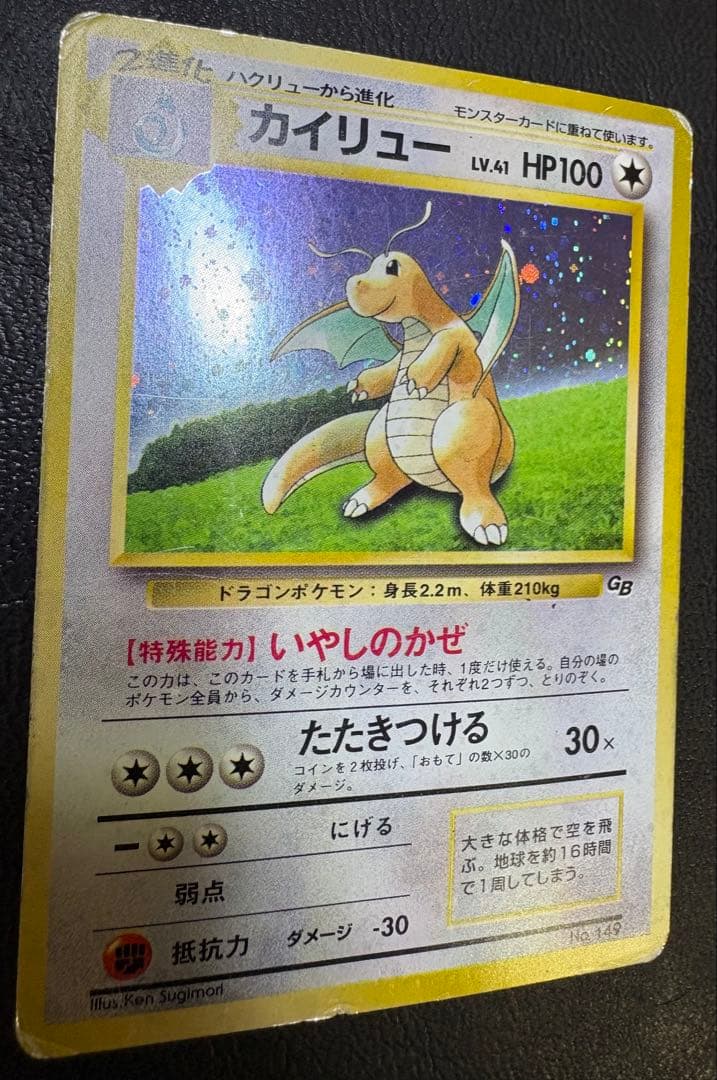 2進化 ハクリューから進化
モンスターカードに重ねて使います。
カイリュー LV.41 HP100
ドラゴンポケモン：身長2.2m、体重210kg
GB
【特殊能力】いやしのかぜ
この力は、このカードを手札から場に出した時、1度だけ使える。自分の場の
ポケモン全員から、ダメージカウンターを、それぞれ2つずつ、とりのぞく。
たたきつける 30×
コインを2枚投げ、「おもて」の数×30の
ダメージ。
にげる
弱点
抵抗力 ダメージ -30
大きな体格で空を飛
ぶ。地球を約16時間
で1周してしまう。
No.149
Illus.Ken Sugimori